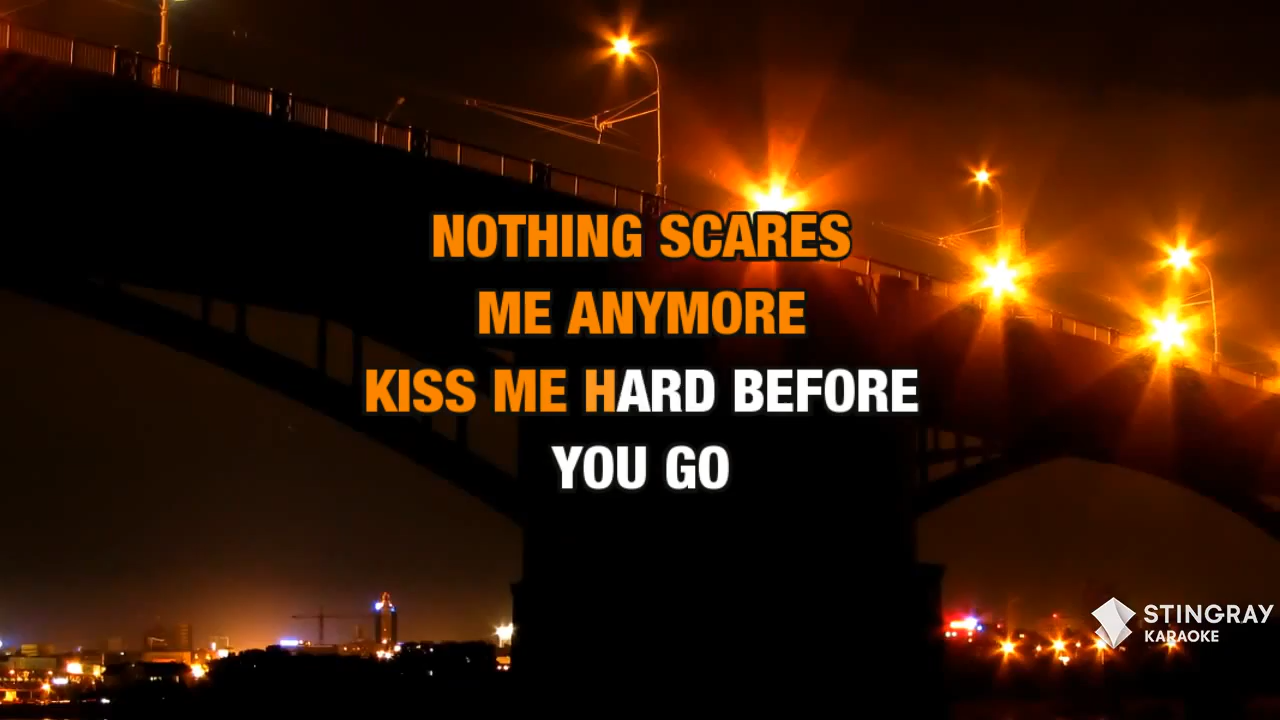 NOTHING SCARES
ME ANYMORE
KISS ME HARD BEFORE
YOU GO
STINGRAY
KARAOKE